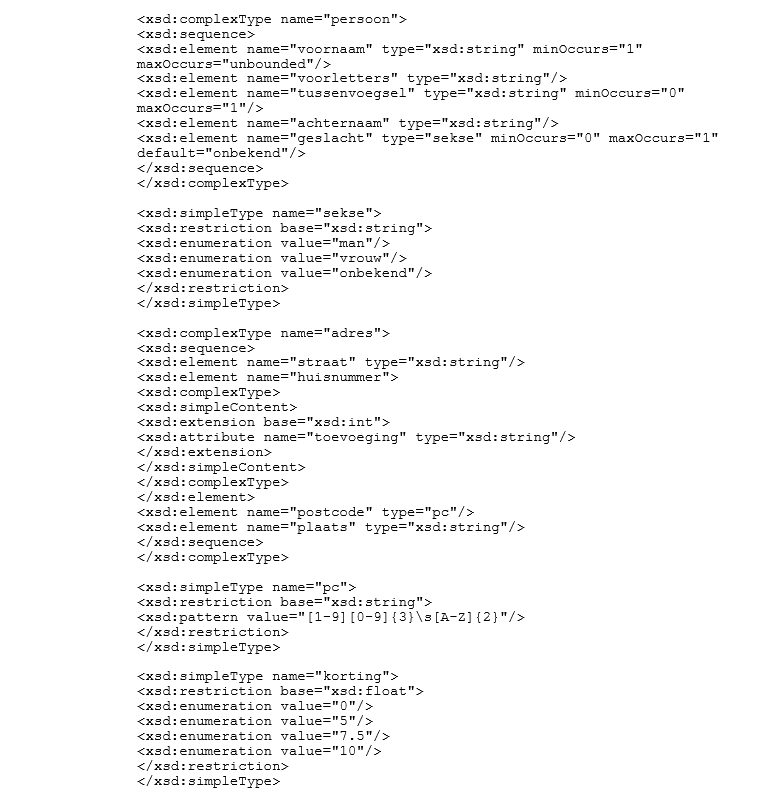 <xsd:complexType name="persoon">
<xsd:sequence>
<xsd:element name="voornaam" type="xsd:string" minOccurs="1"
maxOccurs="unbounded"/>
<xsd:element name="voorletters" type="xsd:string"/>
<xsd:element name="tussenvoegsel" type="xsd:string" minOccurs="0"
maxOccurs="1"/>
<xsd:element name="achternaam" type="xsd:string"/>
<xsd:element name="geslacht" type="sekse" minOccurs="0" maxOccurs="1"
default="onbekend"/>
</xsd:sequence>
</xsd:complexType>

<xsd:simpleType name="sekse">
<xsd:restriction base="xsd:string">
<xsd:enumeration value="man"/>
<xsd:enumeration value="vrouw"/>
<xsd:enumeration value="onbekend"/>
</xsd:restriction>
</xsd:simpleType>

<xsd:complexType name="adres">
<xsd:sequence>
<xsd:element name="straat" type="xsd:string"/>
<xsd:element name="huisnummer">
<xsd:complexType>
<xsd:simpleContent>
<xsd:extension base="xsd:int">
<xsd:attribute name="toevoeging" type="xsd:string"/>
</xsd:extension>
</xsd:simpleContent>
</xsd:complexType>
</xsd:element>
<xsd:element name="postcode" type="pc"/>
<xsd:element name="plaats" type="xsd:string"/>
</xsd:sequence>
</xsd:complexType>

<xsd:simpleType name="pc">
<xsd:restriction base="xsd:string">
<xsd:pattern value="[1-9][0-9]{3}\s[A-Z]{2}"/>
</xsd:restriction>
</xsd:simpleType>

<xsd:simpleType name="korting">
<xsd:restriction base="xsd:float">
<xsd:enumeration value="0"/>
<xsd:enumeration value="5"/>
<xsd:enumeration value="7.5"/>
<xsd:enumeration value="10"/>
</xsd:restriction>
</xsd:simpleType>